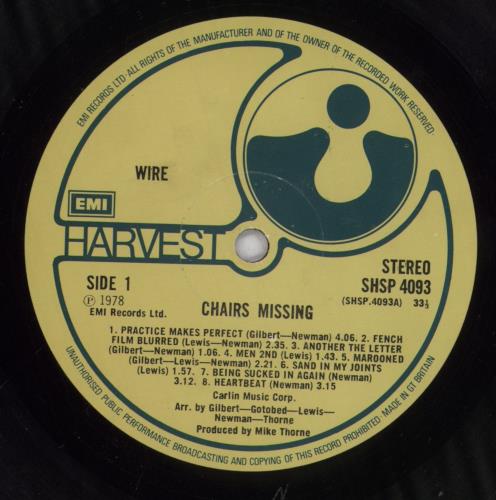 EMI RECORDS LTD·ALL RIGHTS OF THE MANUFACTURER AND OF THE OWNER OF THE RECORDED WORK RESERVED·
WIRE
EMI
HARVEST
SIDE 1
STEREO
Ⓟ 1978
SHSP 4093
EMI Records Ltd.
(SHSP.4093A) 33⅓
CHAIRS MISSING
1. PRACTICE MAKES PERFECT (Gilbert—Newman) 4.06. 2. FENCH
FILM BLURRED (Lewis—Newman) 2.35. 3. ANOTHER THE LETTER
(Gilbert—Newman) 1.06. 4. MEN 2ND (Lewis) 1.43. 5. MAROONED
(Gilbert—Lewis—Newman) 2.21. 6. SAND IN MY JOINTS
(Lewis) 1.57. 7. BEING SUCKED IN AGAIN (Newman)
3.12. 8. HEARTBEAT (Newman) 3.15
Carlin Music Corp.
Arr. by Gilbert—Gotobed—Lewis—
Newman—Thorne
Produced by Mike Thorne
UNAUTHORISED PUBLIC PERFORMANCE BROADCASTING AND COPYING OF THIS RECORD PROHIBITED·MADE IN GT BRITAIN